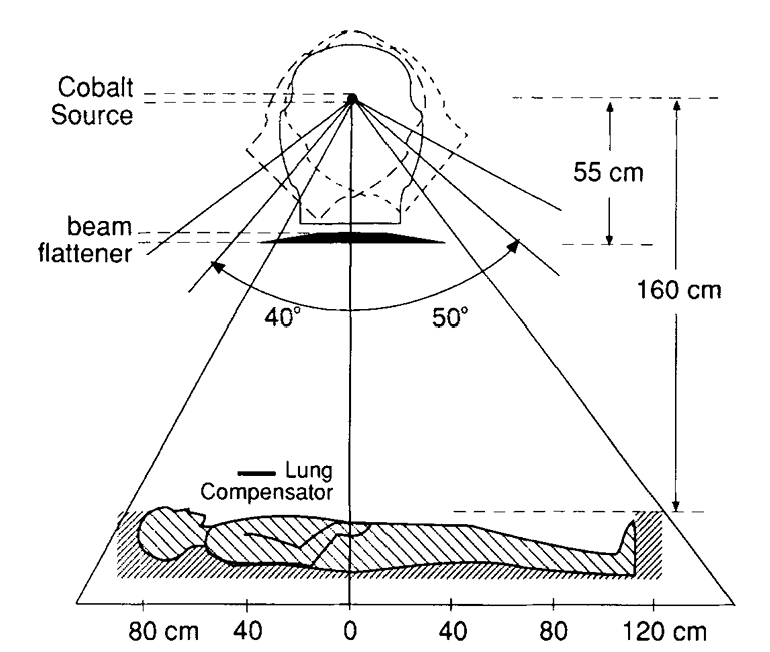 Cobalt
Source
55 cm
beam
flattener
160 cm
40°
50°
Lung
Compensator
80 cm
40
0
40
80
120 cm